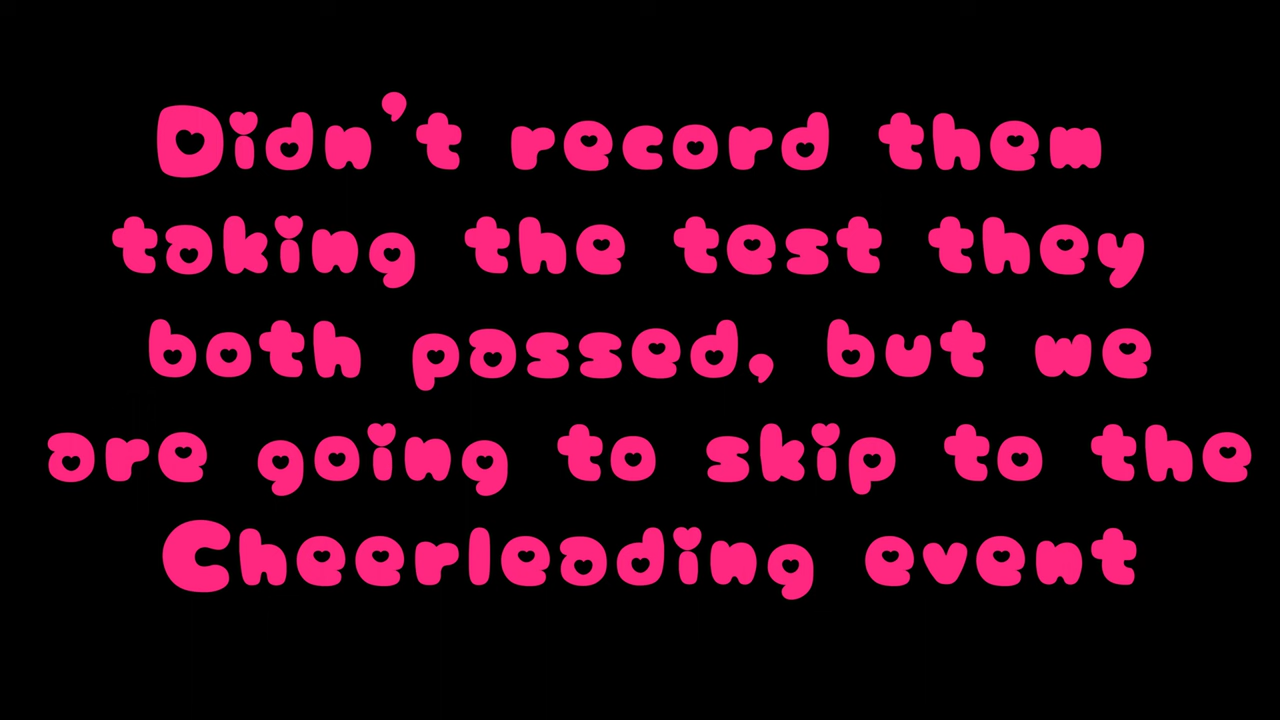 Didn't record them
taking the test they
both passed, but we
are going to skip to the
Cheerleading event